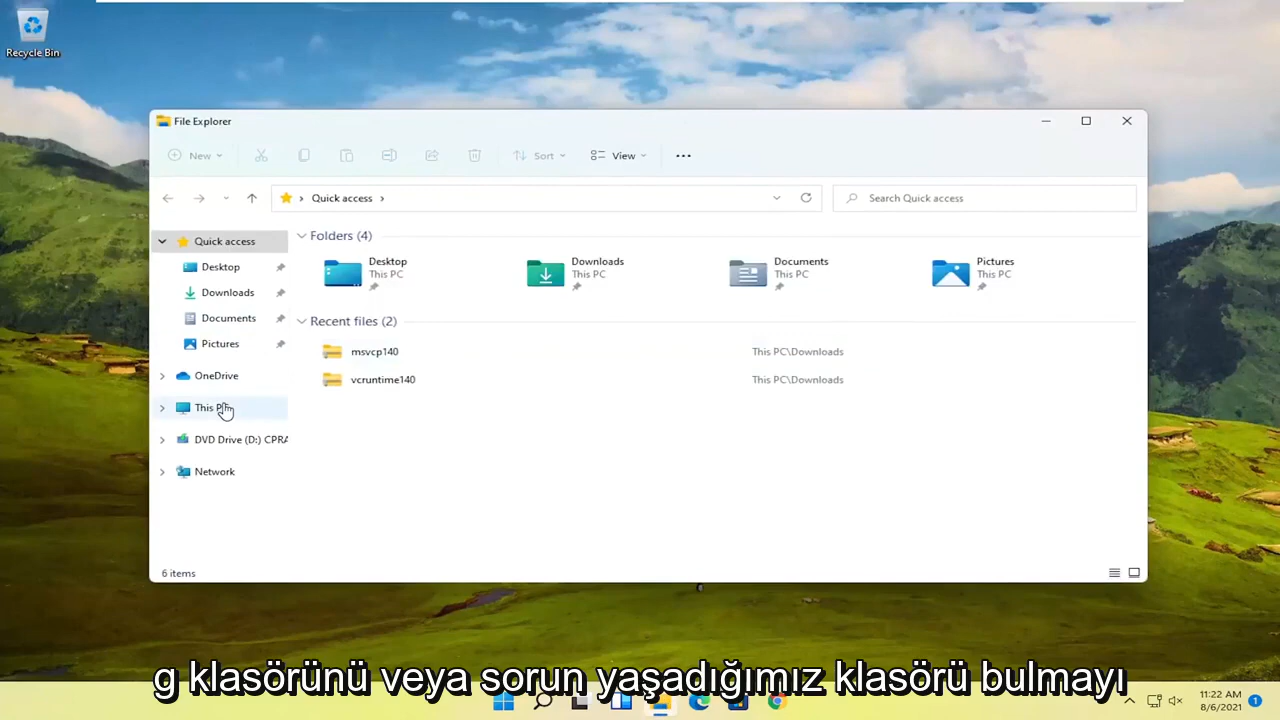 Recycle Bin
File Explorer
New
Sort
View
Quick access
Search Quick access
Quick access
Desktop
Downloads
Documents
Pictures
OneDrive
DVD Drive (D:) CPRA
Network
Folders (4)
Desktop
This PC
Downloads
This PC
Documents
This PC
Pictures
This PC
Recent files (2)
msvcp140
This PC\Downloads
vcruntime140
This PC\Downloads
6 items
g klasörünü veya sorun yaşadığımız klasörü bulmayı
11:22 AM
8/6/2021
1